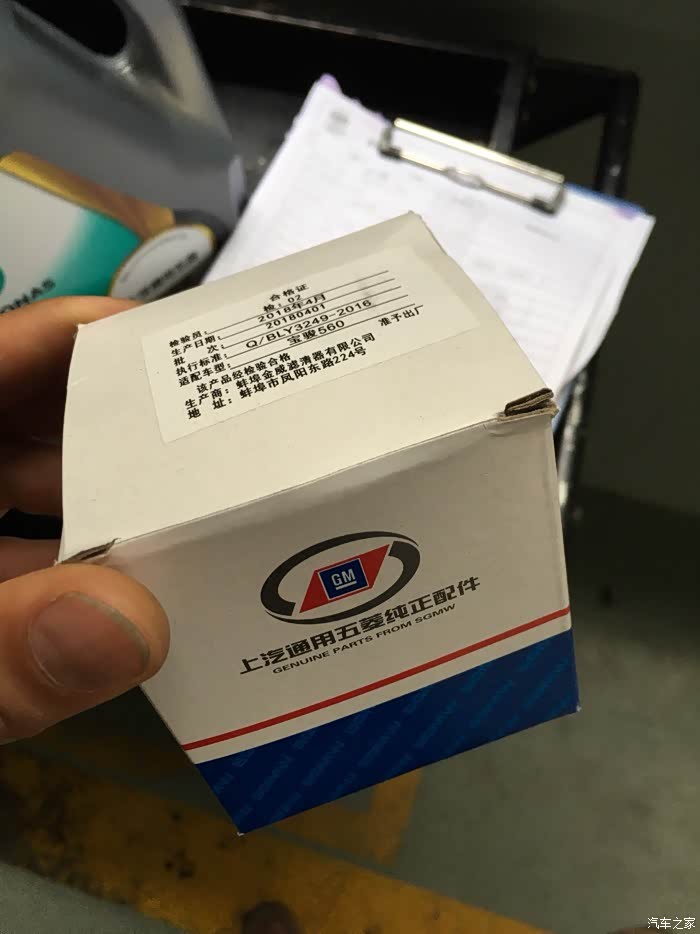 ONAS
合格证
检验员：检：02
生产日期：2018年4月
批 次：20180401
执行标准：Q/BLY3249-2016
适配车型：宝骏560
该产品经检验合格 准予出厂
生产商：蚌埠金威滤清器有限公司
地 址：蚌埠市凤阳东路224号
GM
上汽通用五菱纯正配件
GENUINE PARTS FROM SGMW
汽车之家